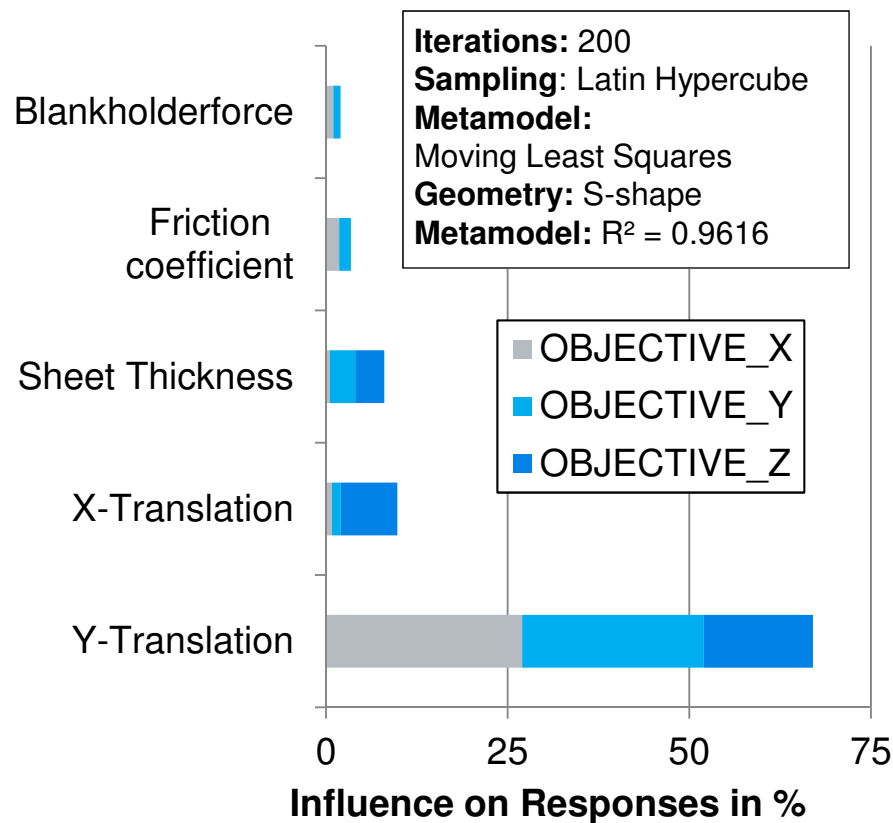 Iterations: 200
Sampling: Latin Hypercube
Metamodel:
Moving Least Squares
Geometry: S-shape
Metamodel: R² = 0.9616
Blankholderforce
Friction
coefficient
Sheet Thickness
X-Translation
Y-Translation
OBJECTIVE_X
OBJECTIVE_Y
OBJECTIVE_Z
0 25 50 75
Influence on Responses in %